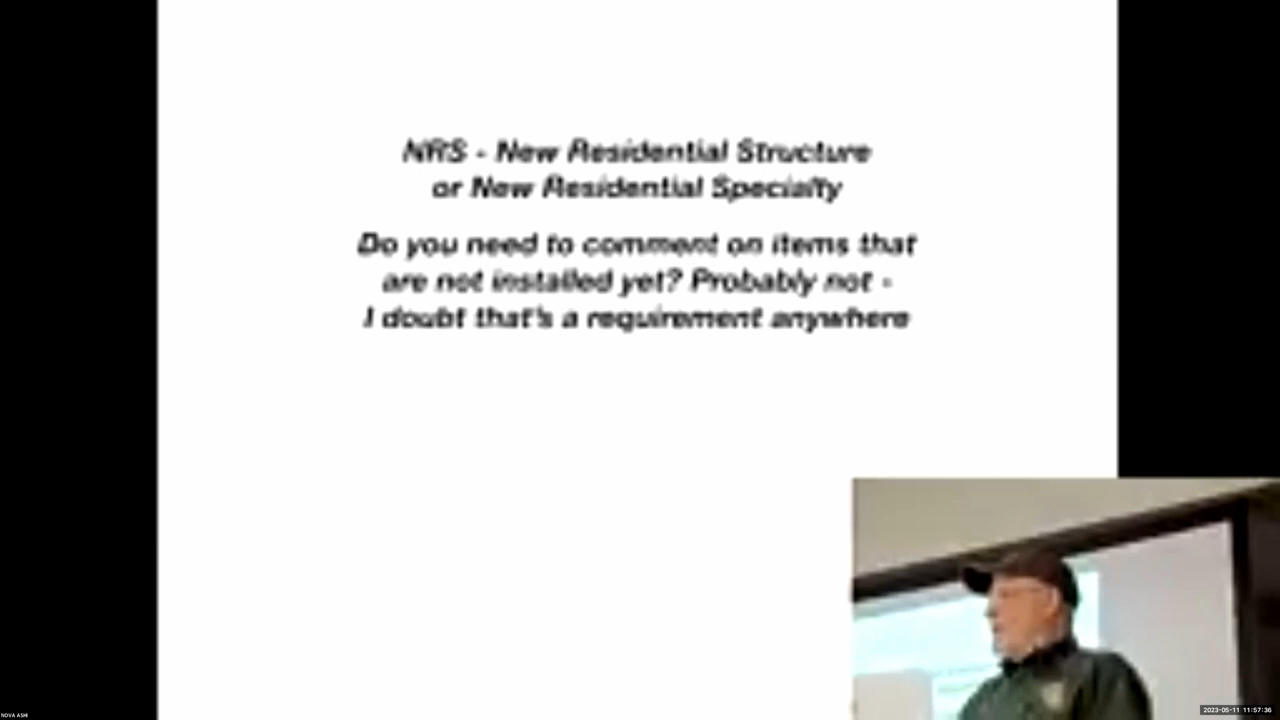 NRS - New Residential Structure
or New Residential Specialty
Do you need to comment on items that
are not installed yet? Probably not -
I doubt that's a requirement anywhere
NOVA ASHI
2023-05-11 11:57:36